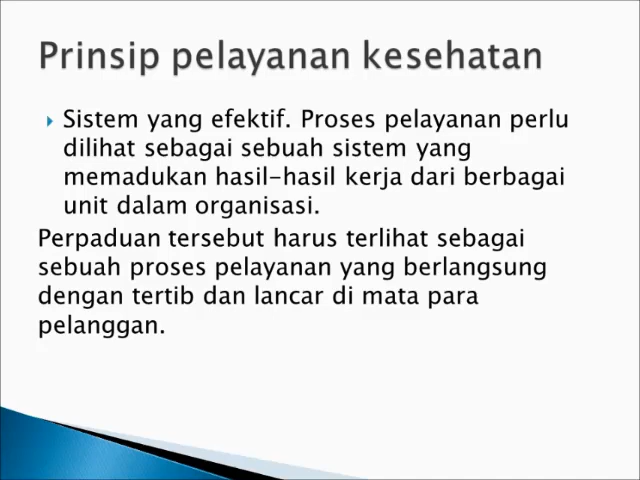 Prinsip pelayanan kesehatan
Sistem yang efektif. Proses pelayanan perlu
dilihat sebagai sebuah sistem yang
memadukan hasil-hasil kerja dari berbagai
unit dalam organisasi.
Perpaduan tersebut harus terlihat sebagai
sebuah proses pelayanan yang berlangsung
dengan tertib dan lancar di mata para
pelanggan.